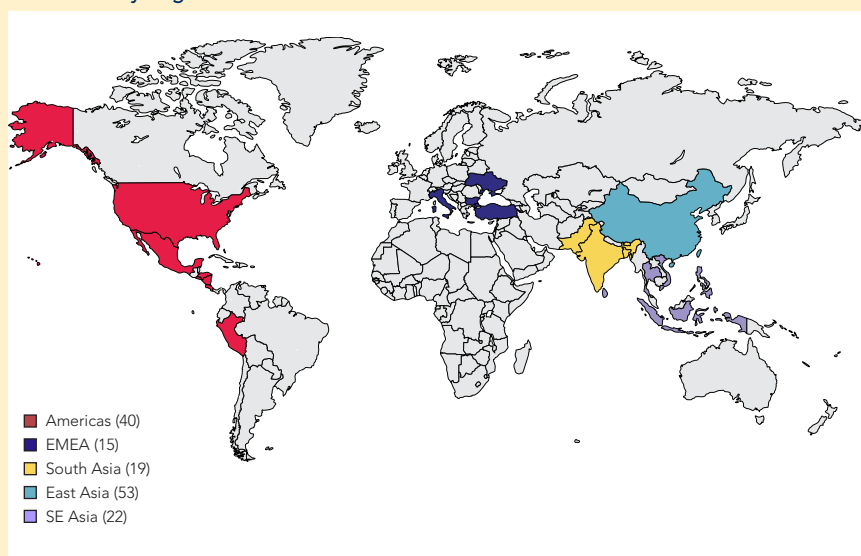 Americas (40)
EMEA (15)
South Asia (19)
East Asia (53)
SE Asia (22)